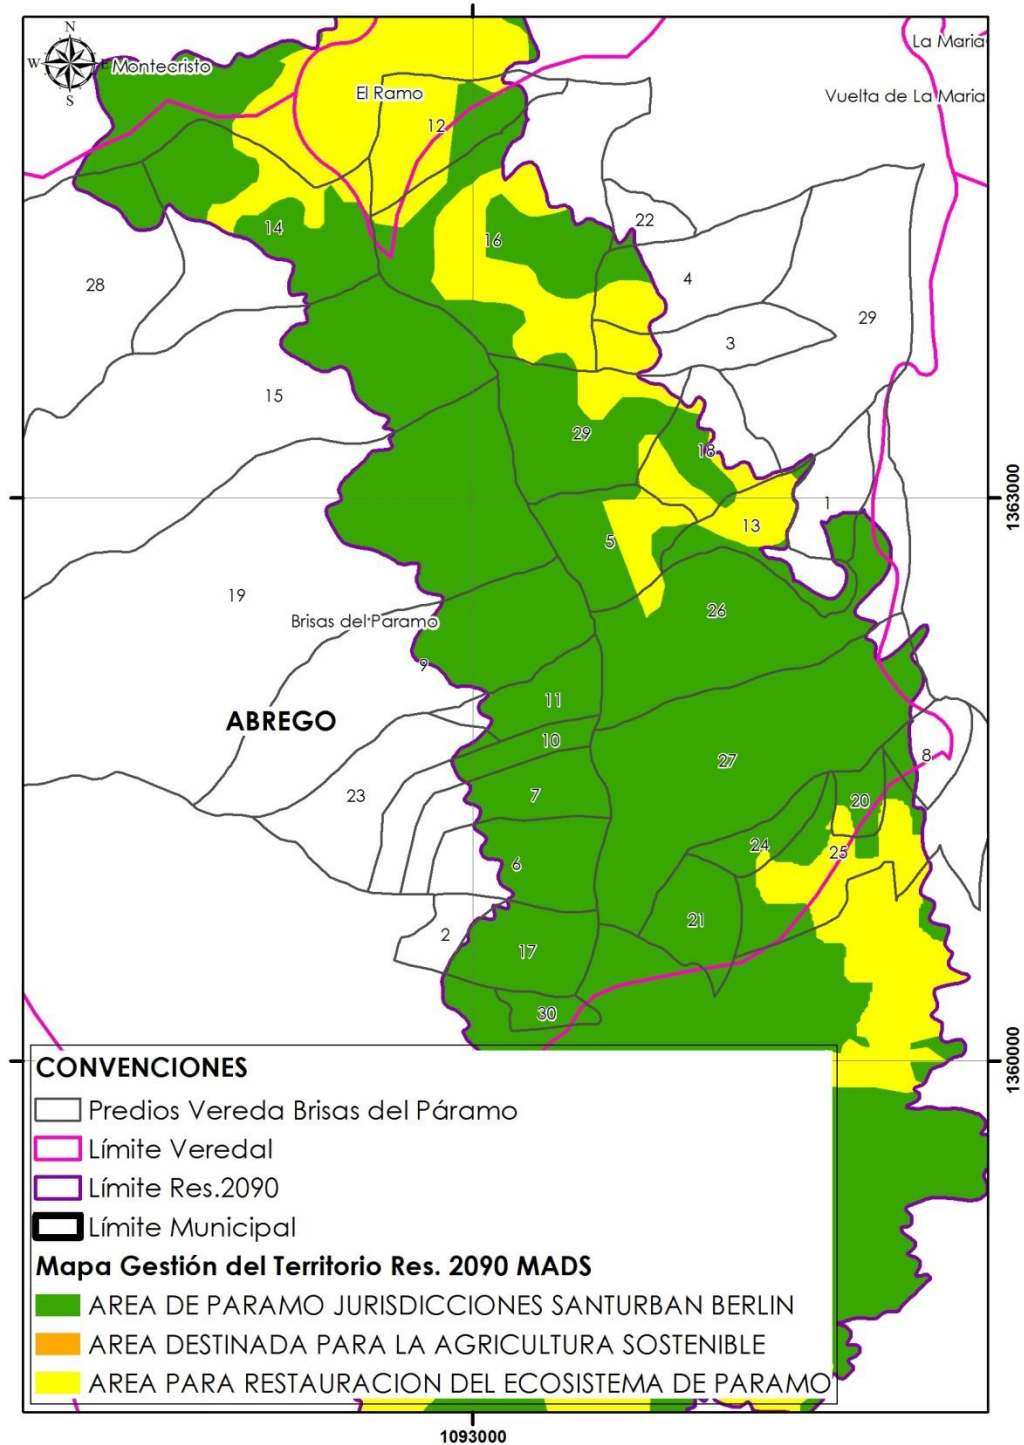 N
W E
S
La Maria
Montecristo
El Ramo
Vuelta de La Maria
12
22
14
16
28
4
29
3
15
29
18
1
1363000
13
5
19
26
Brisas del Paramo
9
11
ABREGO
10
8
27
23
7
20
24
25
6
21
2
17
30
1360000
CONVENCIONES
Predios Vereda Brisas del Páramo
Límite Veredal
Límite Res.2090
Límite Municipal
Mapa Gestión del Territorio Res. 2090 MADS
AREA DE PARAMO JURISDICCIONES SANTURBAN BERLIN
AREA DESTINADA PARA LA AGRICULTURA SOSTENIBLE
AREA PARA RESTAURACION DEL ECOSISTEMA DE PARAMO
1093000